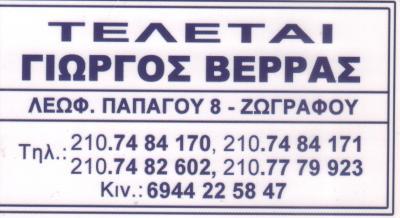 ΤΕΛΕΤΑΙ
ΓΙΩΡΓΟΣ ΒΕΡΡΑΣ
ΛΕΩΦ. ΠΑΠΑΓΟΥ 8 - ΖΩΓΡΑΦΟΥ
Τηλ.: 210.74 84 170, 210.74 84 171
210.74 82 602, 210.77 79 923
Κιν.: 6944 22 58 47